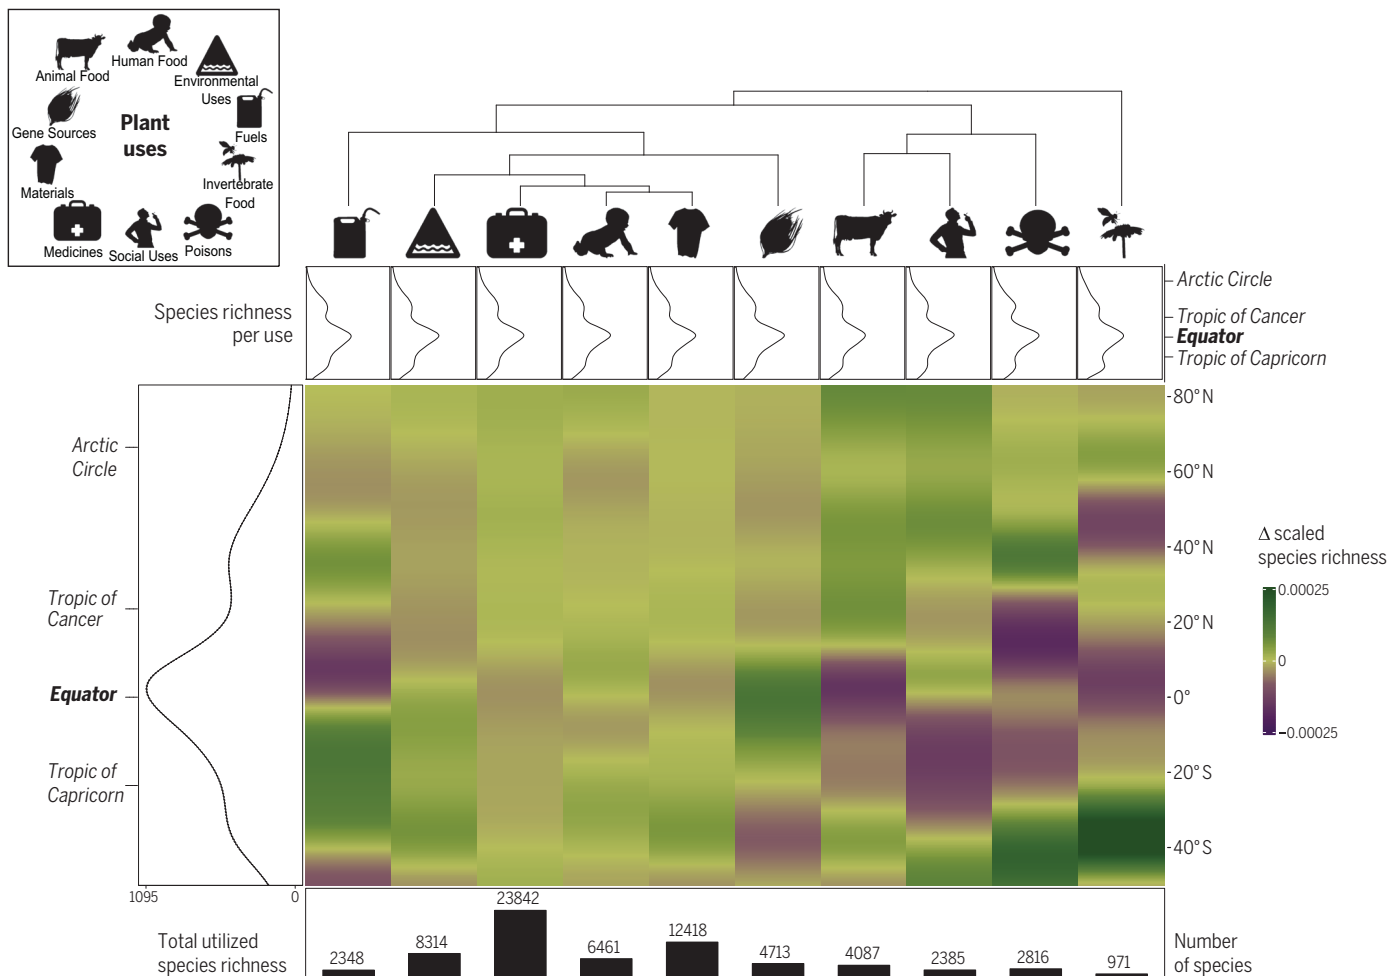 Human Food
Animal Food
Environmental
Uses
Gene Sources
Plant
uses
Fuels
Materials
Invertebrate
Food
Medicines
Social Uses
Poisons
Species richness
per use
Arctic Circle
Tropic of Cancer
Equator
Tropic of Capricorn
Arctic
Circle
Tropic of
Cancer
Equator
Tropic of
Capricorn
1095
0
80° N
60° N
40° N
20° N
0°
20° S
40° S
Δ scaled
species richness
0.00025
0
−0.00025
Total utilized
species richness
2348
8314
23842
6461
12418
4713
4087
2385
2816
971
Number
of species